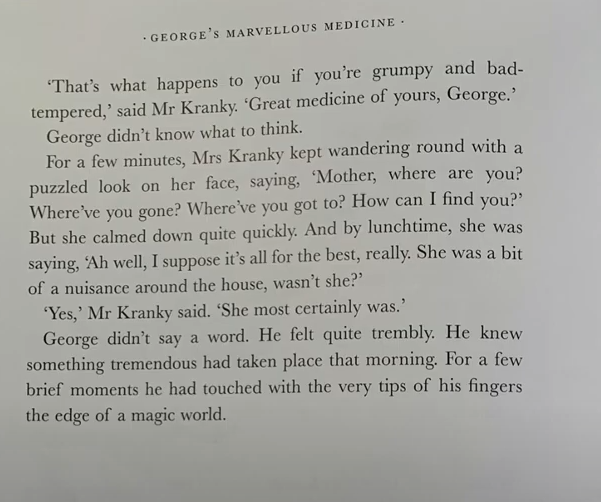 · GEORGE'S MARVELLOUS MEDICINE ·
‘That’s what happens to you if you’re grumpy and bad-
tempered,’ said Mr Kranky. ‘Great medicine of yours, George.’
George didn’t know what to think.
For a few minutes, Mrs Kranky kept wandering round with a
puzzled look on her face, saying, ‘Mother, where are you?
Where’ve you gone? Where’ve you got to? How can I find you?’
But she calmed down quite quickly. And by lunchtime, she was
saying, ‘Ah well, I suppose it’s all for the best, really. She was a bit
of a nuisance around the house, wasn’t she?’
‘Yes,’ Mr Kranky said. ‘She most certainly was.’
George didn’t say a word. He felt quite trembly. He knew
something tremendous had taken place that morning. For a few
brief moments he had touched with the very tips of his fingers
the edge of a magic world.